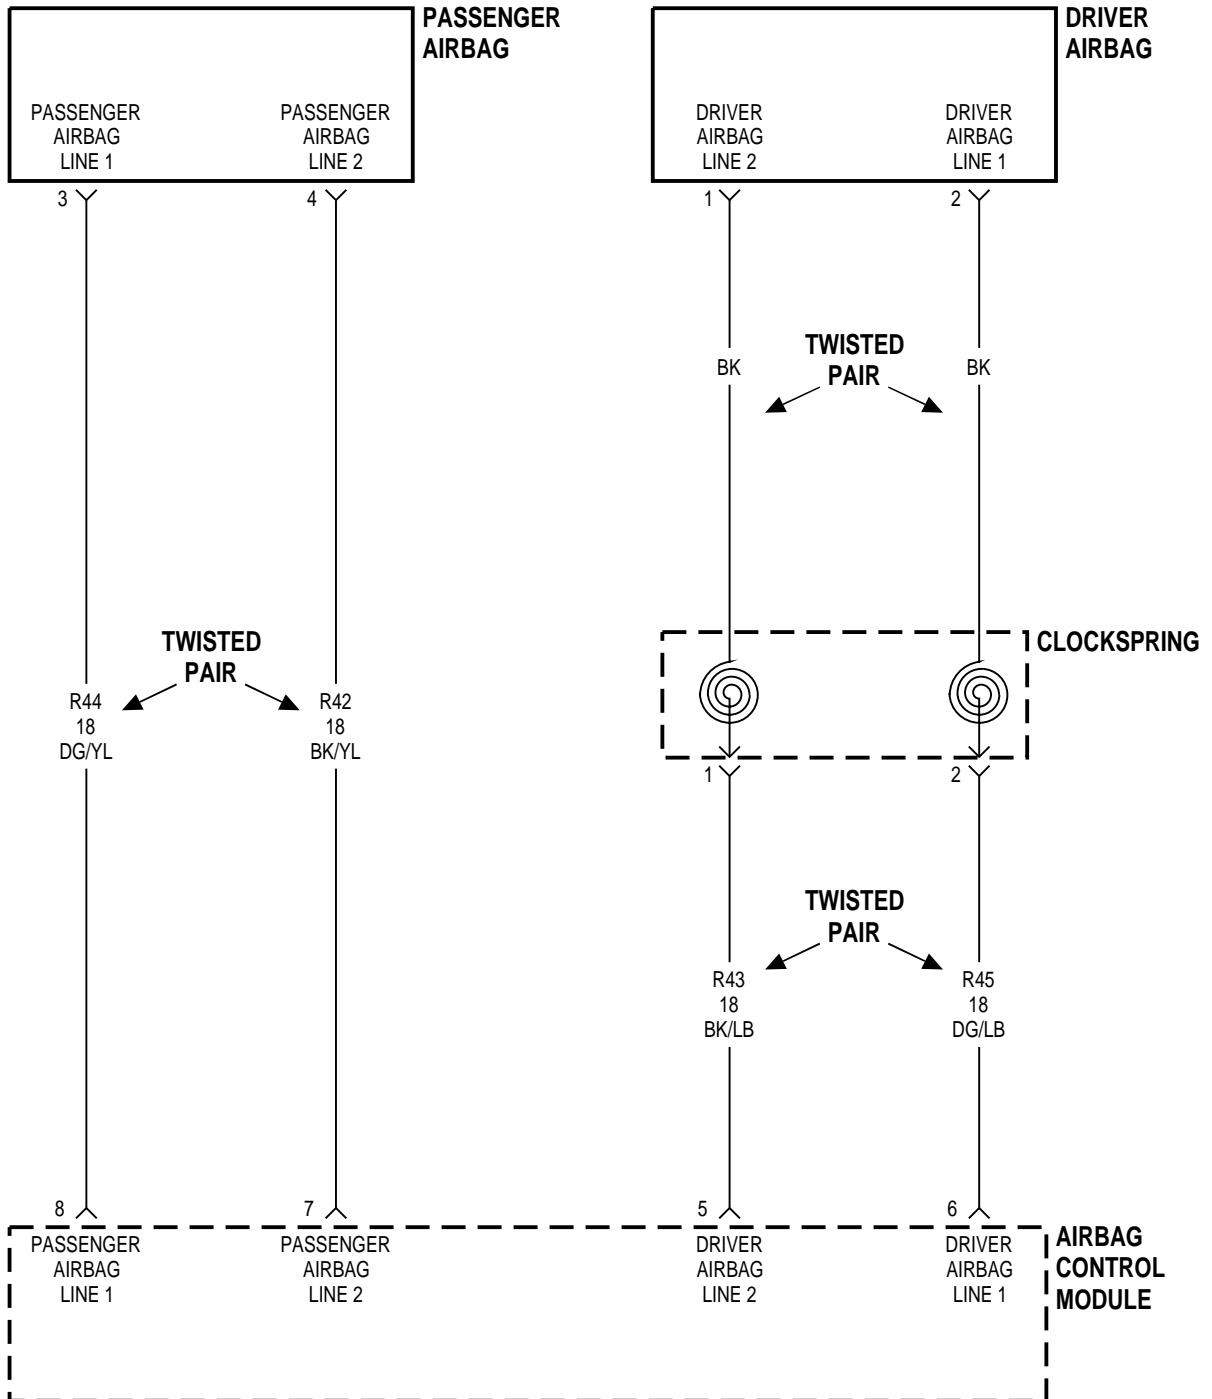 PASSENGER
AIRBAG
DRIVER
AIRBAG
PASSENGER
AIRBAG
LINE 1
PASSENGER
AIRBAG
LINE 2
DRIVER
AIRBAG
LINE 2
DRIVER
AIRBAG
LINE 1
3
4
1
2
TWISTED
PAIR
BK
BK
CLOCKSPRING
TWISTED
PAIR
R44
18
DG/YL
R42
18
BK/YL
1
2
TWISTED
PAIR
R43
18
BK/LB
R45
18
DG/LB
8
7
5
6
PASSENGER
AIRBAG
LINE 1
PASSENGER
AIRBAG
LINE 2
DRIVER
AIRBAG
LINE 2
DRIVER
AIRBAG
LINE 1
AIRBAG
CONTROL
MODULE